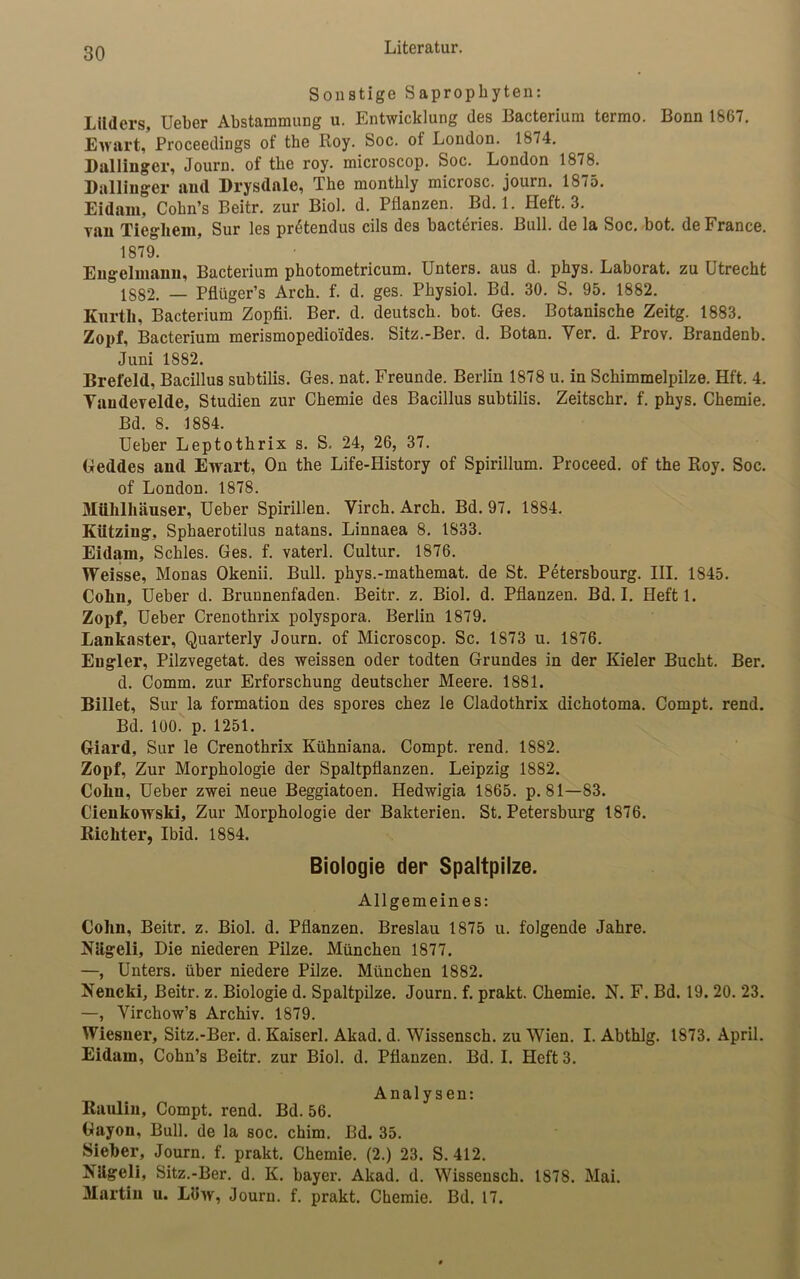 30
Literatur.
Sonstige Saprophyten:
Lüders, Ueber Abstammung u. Entwicklung des Bacterium termo. Bonn 1867.
Ewart, Proceedings of the Roy. Soc. of London. 1874.
Dallinger, Journ. of the roy. microscop. Soc. London 1878.
Dallinger and Drysdale, The monthly microsc. journ. 1875.
Eidam, Cohn's Beitr. zur Biol. d. Pflanzen. Bd. 1. Heft. 3.
van Tieghem, Sur les prétendus cils des bactéries. Bull. de la Soc. bot. de France.
1879.
Engelmann, Bacterium photometricum. Unters. aus d. phys. Laborat. zu Utrecht
1882. — Pflüger's Arch. f. d. ges. Physiol. Bd. 30. S. 95. 1882.
Kurth, Bacterium Zopfii. Ber. d. deutsch. bot. Ges. Botanische Zeitg. 1883.
Zopf, Bacterium merismopedioïdes. Sitz.-Ber. d. Botan. Ver. d. Prov. Brandenb.
Juni 1882.
Brefeld, Bacillus subtilis. Ges. nat. Freunde. Berlin 1878 u. in Schimmelpilze. Hft. 4.
Vandevelde, Studien zur Chemie des Bacillus subtilis. Zeitschr. f. phys. Chemie.
Bd. 8. 1884.
Ueber Leptothrix s. S. 24, 26, 37.
Geddes and Ewart, On the Life-History of Spirillum. Proceed. of the Roy. Soc.
of London. 1878.
Mühlhäuser, Ueber Spirillen. Virch. Arch. Bd. 97. 1884.
Kützing, Sphaerotilus natans. Linnaea 8. 1833.
Eidam, Schles. Ges. f. vaterl. Cultur. 1876.
Weisse, Monas Okenii. Bull. phys.-mathemat. de St. Pétersbourg. III. 1845.
Cohn, Ueber d. Brunnenfaden. Beitr. z. Biol. d. Pflanzen. Bd. I. Heft 1.
Zopf, Ueber Crenothrix polyspora. Berlin 1879.
Lankaster, Quarterly Journ. of Microscop. Sc. 1873 u. 1876.
Engler, Pilzvegetat. des weissen oder todten Grundes in der Kieler Bucht. Ber.
d. Comm. zur Erforschung deutscher Meere. 1881.
Billet, Sur la formation des spores chez le Cladothrix dichotoma. Compt. rend.
Bd. 100. p. 1251.
Giard, Sur le Crenothrix Kühniana. Compt. rend. 1882.
Zopf, Zur Morphologie der Spaltpflanzen. Leipzig 1882.
Cohn, Ueber zwei neue Beggiatoen. Hedwigia 1865. p. 81—83.
Cienkowski, Zur Morphologie der Bakterien. St. Petersburg 1876.
Richter, Ibid. 1884.
Biologie der Spaltpilze.
Allgemeines:
Cohn, Beitr. z. Biol. d. Pflanzen. Breslau 1875 u. folgende Jahre.
Nägeli, Die niederen Pilze. München 1877.
—, Unters. über niedere Pilze. München 1882.
Nencki, Beitr. z. Biologie d. Spaltpilze. Journ. f. prakt. Chemie. N. F. Bd. 19. 20. 23.
—, Virchow's Archiv. 1879.
Wiesner, Sitz.-Ber. d. Kaiserl. Akad. d. Wissensch. zu Wien. I. Abthlg. 1873. April.
Eidam, Cohn's Beitr. zur Biol. d. Pflanzen. Bd. I. Heft 3.
Analysen:
Raulin, Compt. rend. Bd. 56.
Gayon, Bull. de la soc. chim. Bd. 35.
Sieber, Journ. f. prakt. Chemie. (2.) 23. S. 412.
Nägeli, Sitz.-Ber. d. K. bayer. Akad. d. Wissensch. 1878. Mai.
Martin u. Löw, Journ. f. prakt. Chemie. Bd. 17.